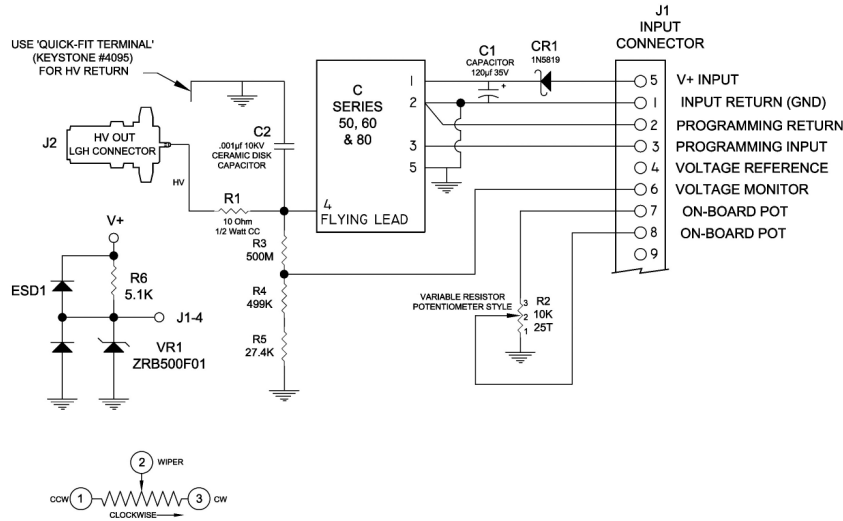 J1
INPUT
CONNECTOR
USE 'QUICK-FIT TERMINAL'
(KEYSTONE #4095)
FOR HV RETURN
C1
CAPACITOR
120µf 35V
+
CR1
1N5819
C
SERIES
50, 60
& 80
1
2
3
5
4
FLYING LEAD
5 V+ INPUT
1 INPUT RETURN (GND)
2 PROGRAMMING RETURN
3 PROGRAMMING INPUT
4 VOLTAGE REFERENCE
6 VOLTAGE MONITOR
7 ON-BOARD POT
8 ON-BOARD POT
9
J2
HV OUT
LGH CONNECTOR
HV
C2
.001µf 10KV
CERAMIC DISK
CAPACITOR
R1
10 Ohm
1/2 Watt CC
R3
500M
R4
499K
R5
27.4K
VARIABLE RESISTOR
POTENTIOMETER STYLE
3
2
1
R2
10K
25T
V+
ESD1
R6
5.1K
J1-4
VR1
ZRB500F01
2 WIPER
CCW 1
3 CW
CLOCKWISE